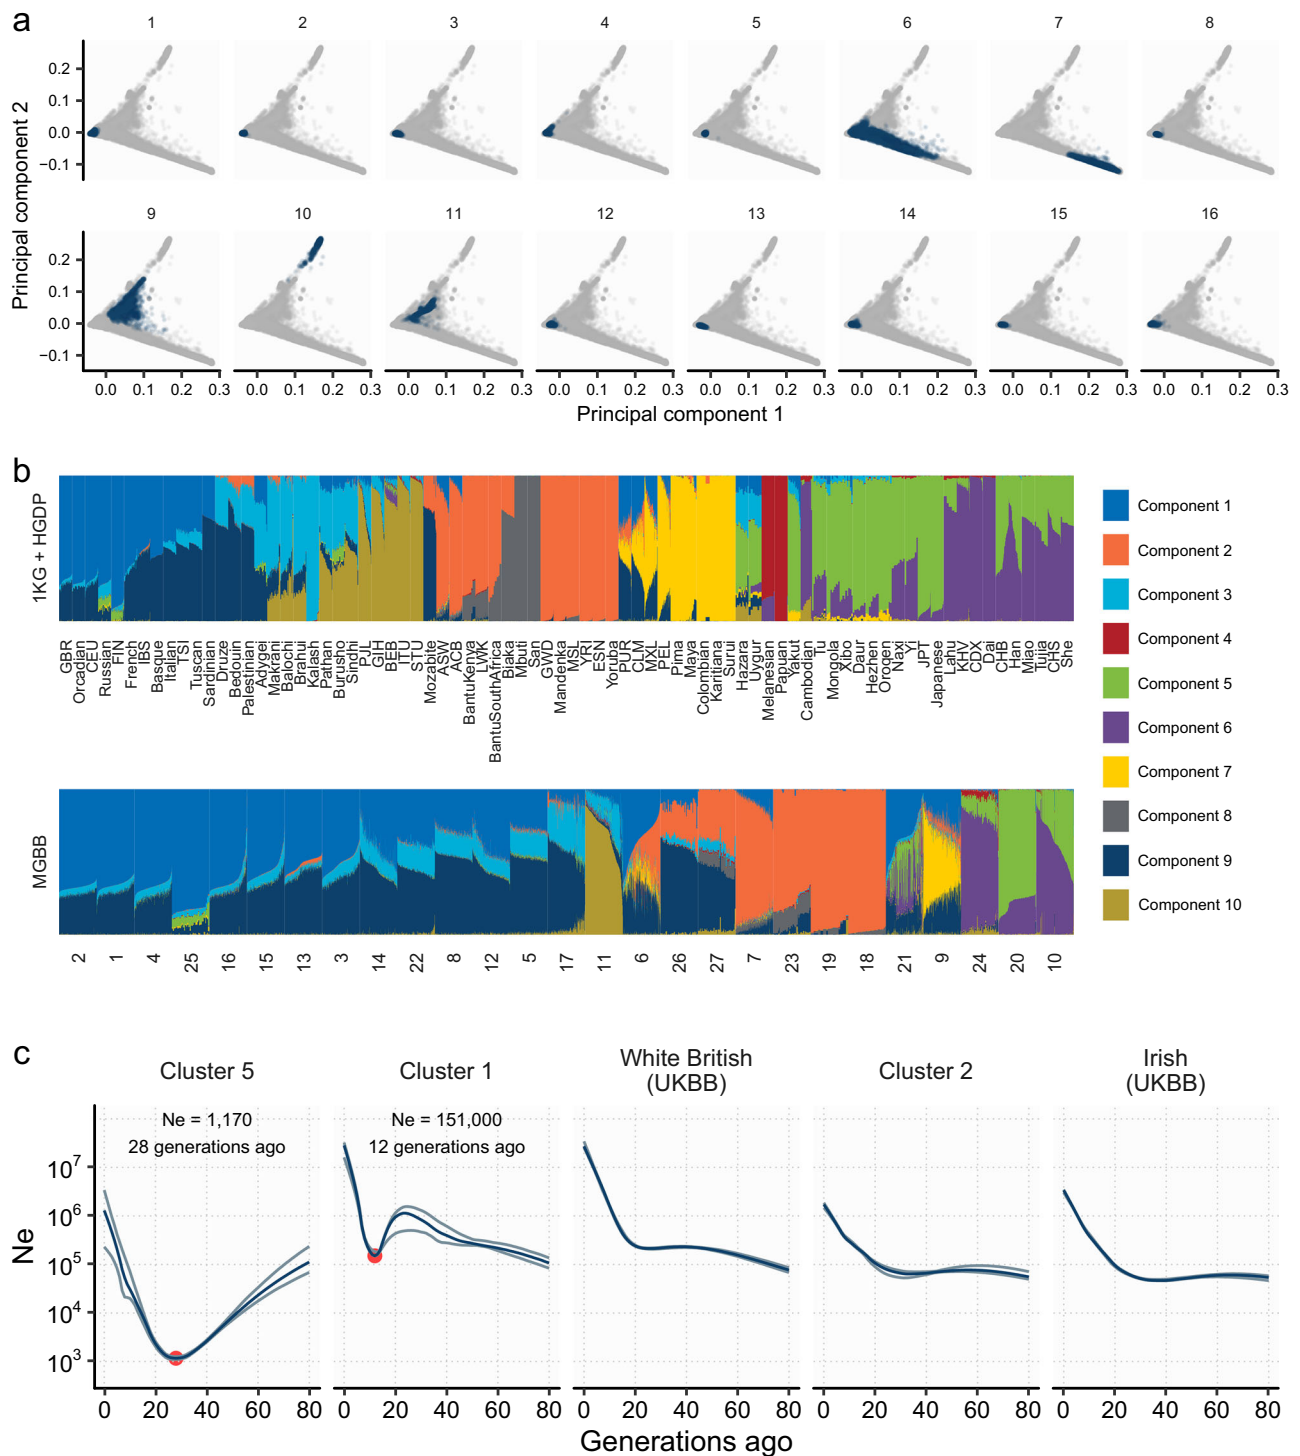 a
1 2 3 4 5 6 7 8
0.2
0.1
0.0
−0.1
9 10 11 12 13 14 15 16
0.2
0.1
0.0
−0.1
Principal component 2
0.0 0.1 0.2 0.3 0.0 0.1 0.2 0.3 0.0 0.1 0.2 0.3 0.0 0.1 0.2 0.3 0.0 0.1 0.2 0.3 0.0 0.1 0.2 0.3 0.0 0.1 0.2 0.3 0.0 0.1 0.2 0.3
Principal component 1
b
1KG + HGDP
GBR
Orcadian
CEU
Russian
FIN
French
IBS
Basque
Italian
TSI
Tuscan
Sardinian
Druze
Bedouin
Palestinian
Adygei
Makrani
Balochi
Brahui
Kalash
Pathan
Burusho
Sindhi
PJL
GIH
BEB
ITU
STU
Mozabite
ASW
ACB
BantuKenya
LWK
BantuSouthAfrica
Biaka
Mbuti
San
GWD
Mandenka
MSL
YRI
ESN
Yoruba
PUR
CLM
MXL
PEL
Pima
Maya
Colombian
Karitiana
Surui
Hazara
Uygur
Melanesian
Papuan
Yakut
Cambodian
Tu
Mongola
Xibo
Daur
Hezhen
Oroqen
Naxi
Yi
JPT
Japanese
Lahu
KHV
CDX
Dai
CHB
Han
Miao
Tujia
CHS
She
Component 1
Component 2
Component 3
Component 4
Component 5
Component 6
Component 7
Component 8
Component 9
Component 10
MGBB
2 1 4 25 16 15 13 3 14 22 8 12 5 17 11 6 26 27 7 23 19 18 21 9 24 20 10
c
Cluster 5
Cluster 1
White British
(UKBB)
Cluster 2
Irish
(UKBB)
Ne = 1,170
28 generations ago
Ne = 151,000
12 generations ago
Ne
10⁷
10⁶
10⁵
10⁴
10³
0 20 40 60 80 0 20 40 60 80 0 20 40 60 80 0 20 40 60 80 0 20 40 60 80
Generations ago